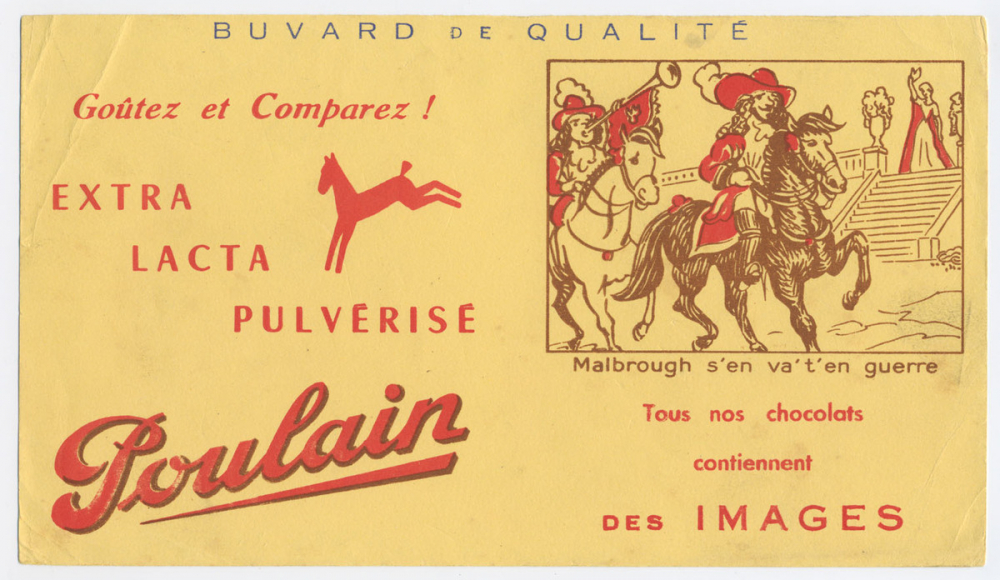 BUVARD DE QUALITÉ
Goûtez et Comparez !
EXTRA
LACTA
PULVÉRISÉ
Poulain
Malbrough s'en va't'en guerre
Tous nos chocolats
contiennent
DES IMAGES